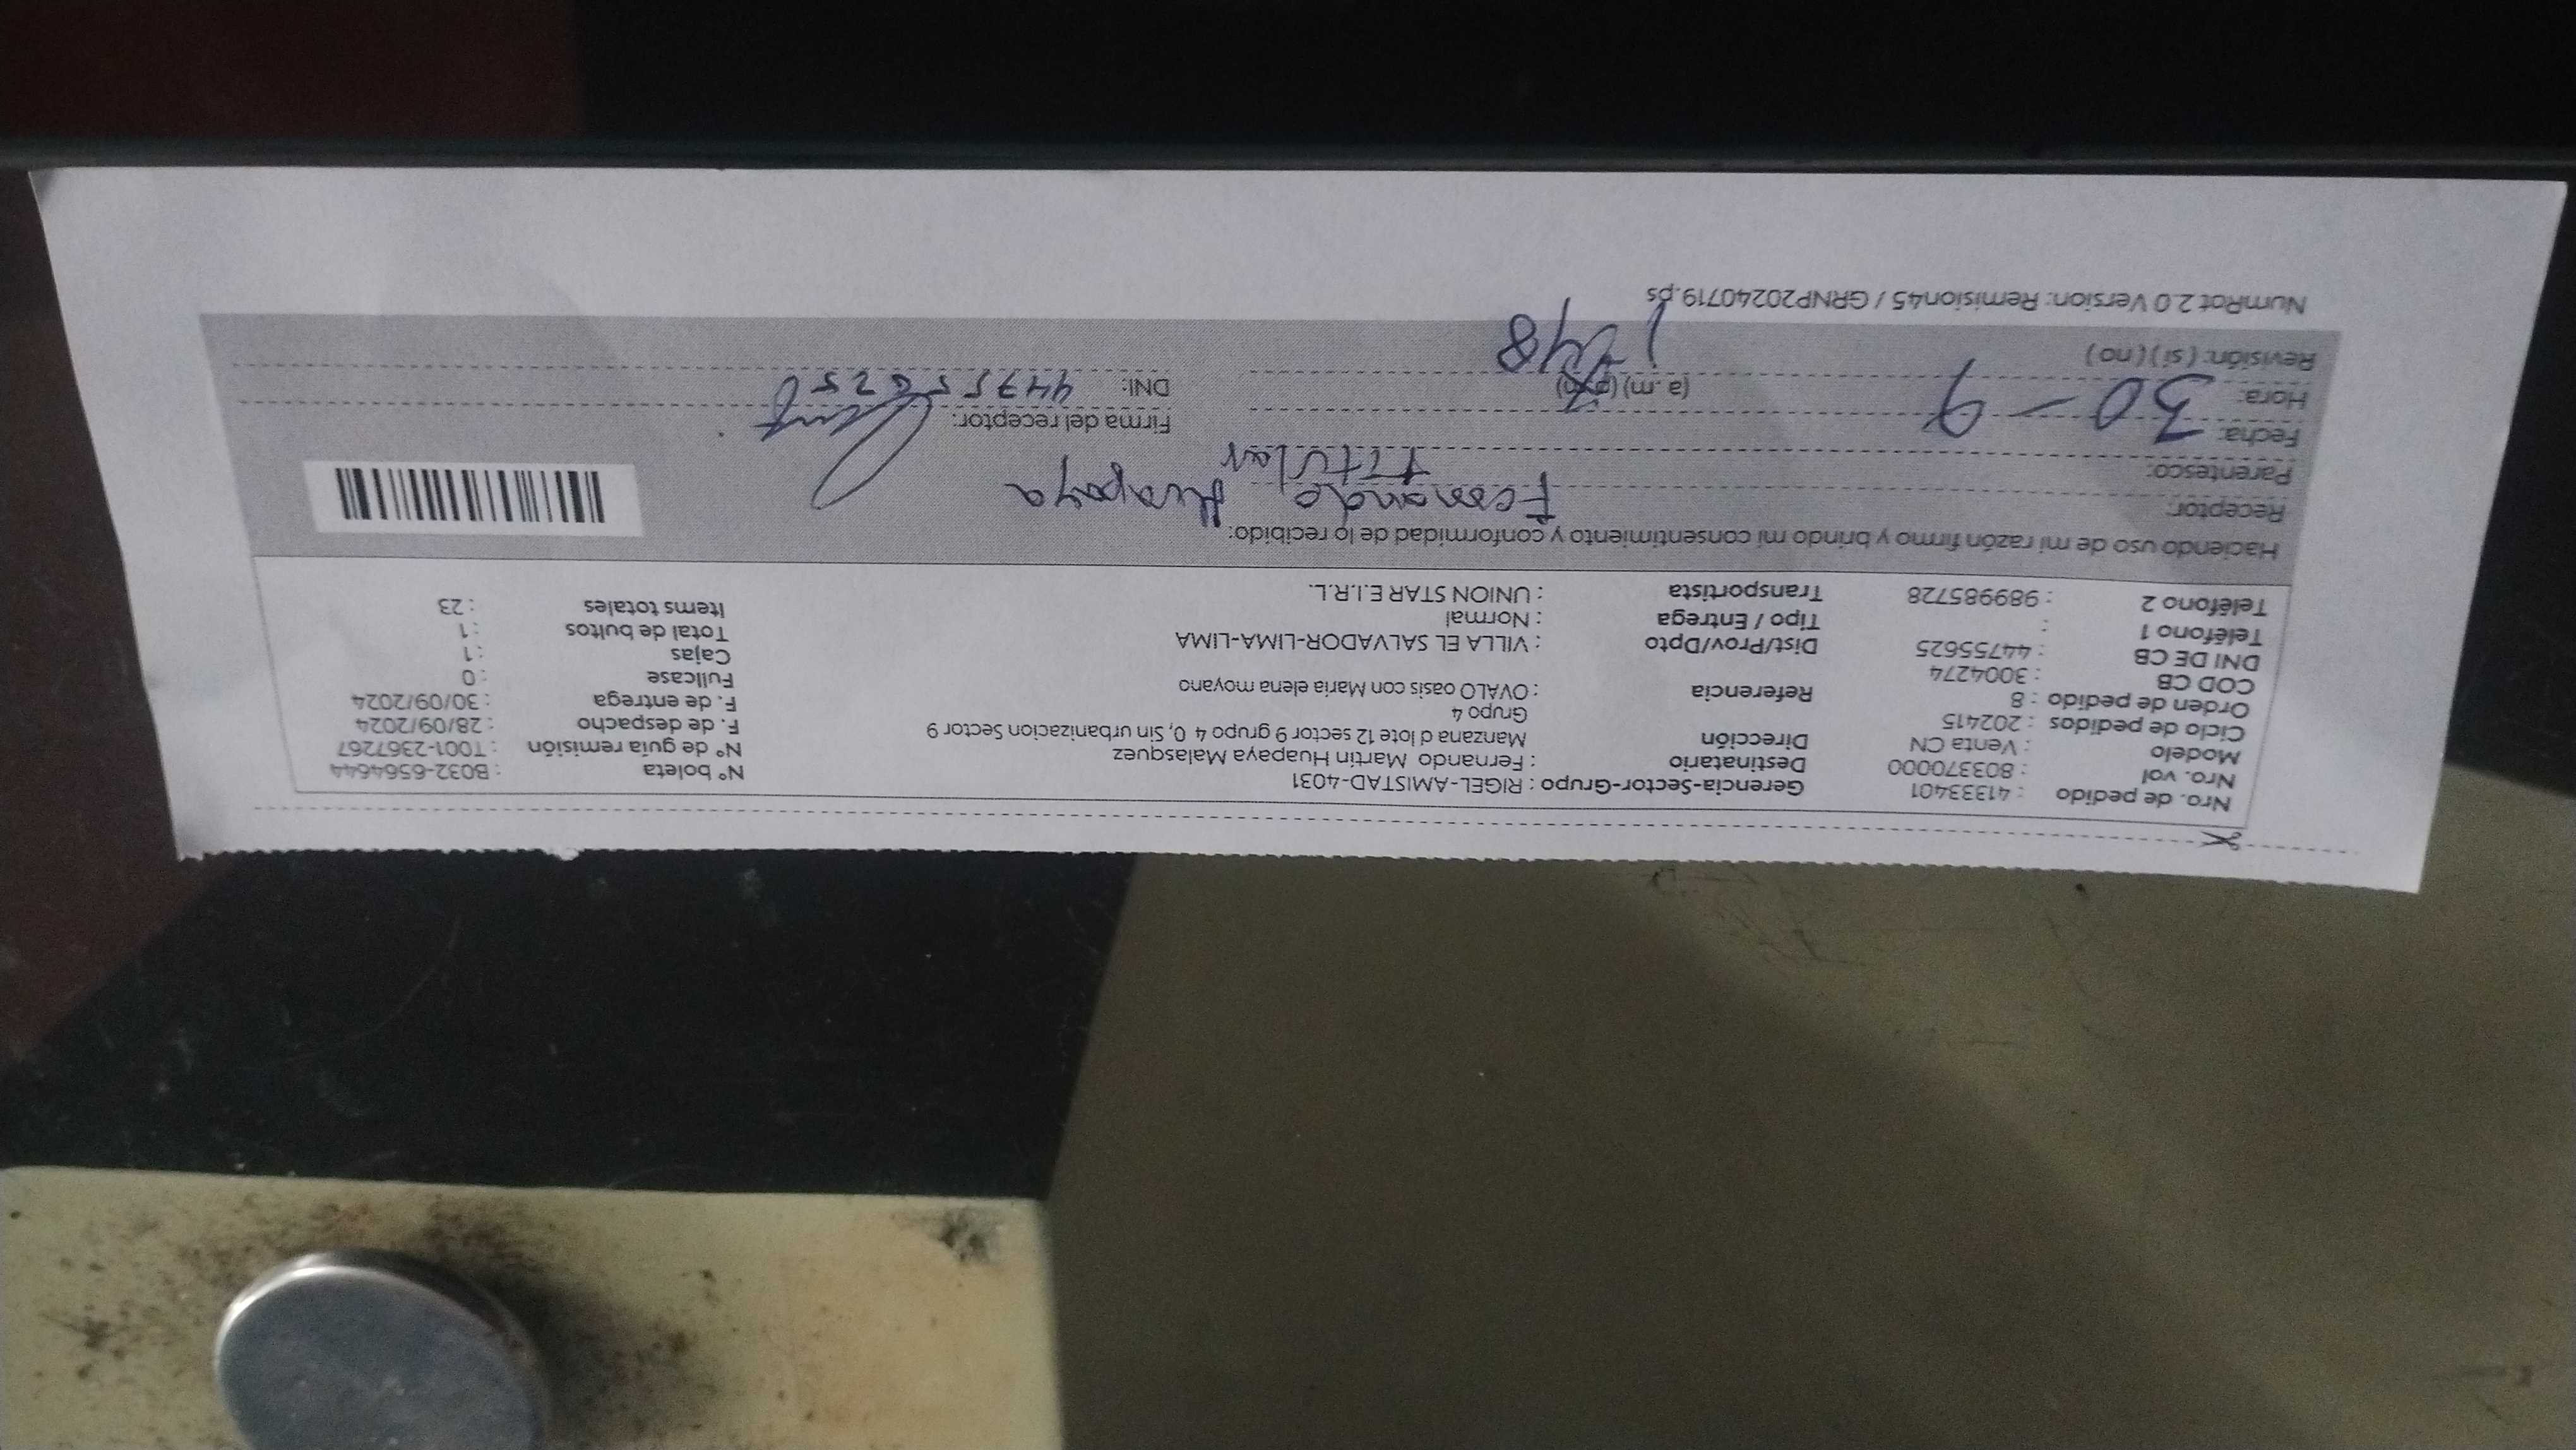 Nro. de pedido : 41333401
Nro. vol : 803370000
Modelo : Venta CN
Ciclo de pedidos : 202415
Orden de pedido : 8
COD CB : 3004274
DNI DE CB : 44755625
Teléfono 1 :
Teléfono 2 : 989985728
Gerencia-Sector-Grupo : RIGEL-AMISTAD-4031
Destinatario : Fernando Martin Huapaya Malasquez
Dirección Manzana d lote 12 sector 9 grupo 4 0, Sin urbanizacion Sector 9
Grupo 4
Referencia : OVALO oasis con Maria elena moyano
Dist/Prov/Dpto : VILLA EL SALVADOR-LIMA-LIMA
Tipo / Entrega : Normal
Transportista : UNION STAR E.I.R.L.
N° boleta : B032-65644644
N° de guía remisión : T001-2367267
F. de despacho : 28/09/2024
F. de entrega : 30/09/2024
Fullcase : 0
Cajas : 1
Total de bultos : 1
Items totales : 23
Haciendo uso de mi razón firmo y brindo mi consentimiento y conformidad de lo recibido:
Receptor: Fernando Huapaya
Parentesco: Titular
Fecha: 30-9
Hora: (a.m) (p.m)
Revisión: (si) (no)
Firma del receptor:
DNI: 44755625
NumRot 2.0 Version: Remision45 / GRNP20240719.ps